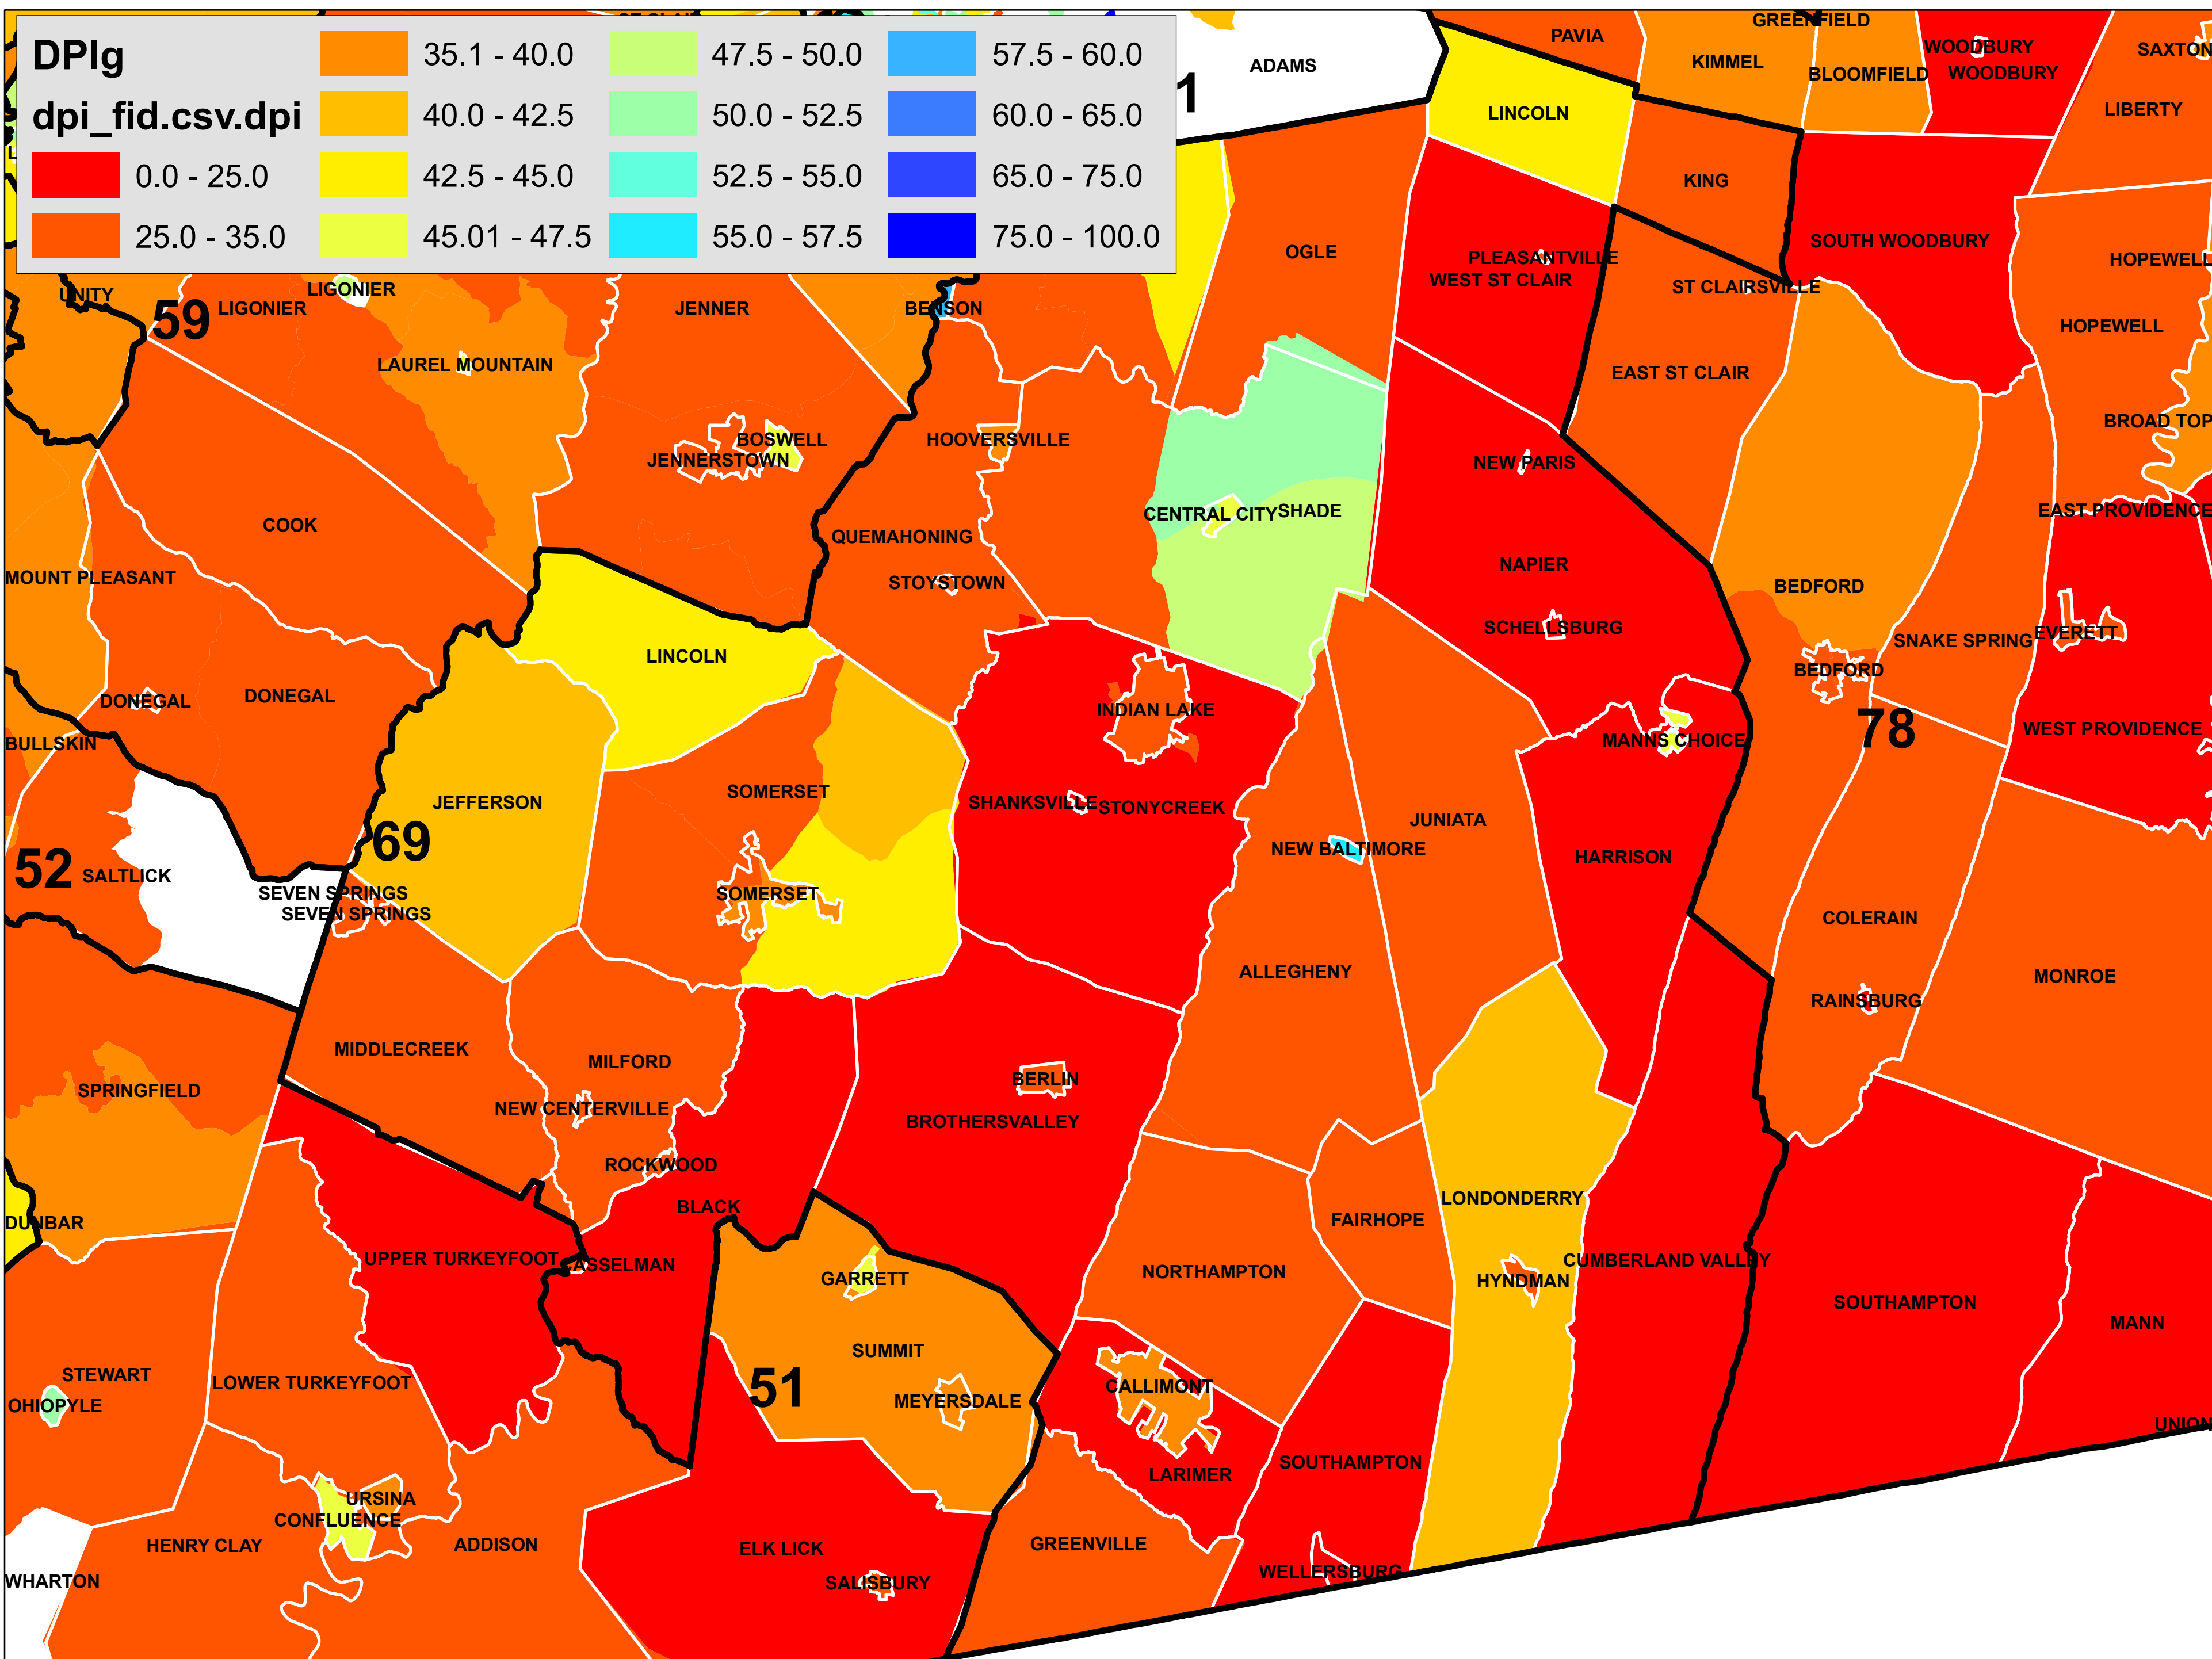 DPIg
dpi_fid.csv.dpi
0.0 - 25.0
25.0 - 35.0
35.1 - 40.0
40.0 - 42.5
42.5 - 45.0
45.01 - 47.5
47.5 - 50.0
50.0 - 52.5
52.5 - 55.0
55.0 - 57.5
57.5 - 60.0
60.0 - 65.0
65.0 - 75.0
75.0 - 100.0
1
ADAMS
PAVIA
GREENFIELD
KIMMEL
BLOOMFIELD
WOODBURY
WOODBURY
SAXTON
LIBERTY
LINCOLN
KING
SOUTH WOODBURY
OGLE
PLEASANTVILLE
WEST ST CLAIR
ST CLAIRSVILLE
HOPEWELL
HOPEWELL
UNITY
59
LIGONIER
LIGONIER
LAUREL MOUNTAIN
JENNER
BENSON
EAST ST CLAIR
BROAD TOP
BOSWELL
JENNERSTOWN
HOOVERSVILLE
NEW PARIS
COOK
QUEMAHONING
CENTRAL CITY
SHADE
EAST PROVIDENCE
MOUNT PLEASANT
STOYSTOWN
NAPIER
BEDFORD
SCHELLSBURG
SNAKE SPRING
EVERETT
LINCOLN
BEDFORD
DONEGAL
DONEGAL
INDIAN LAKE
78
WEST PROVIDENCE
BULLSKIN
MANNS CHOICE
JEFFERSON
SOMERSET
SHANKSVILLE
STONYCREEK
JUNIATA
69
52
SALTLICK
NEW BALTIMORE
HARRISON
SEVEN SPRINGS
SEVEN SPRINGS
SOMERSET
COLERAIN
ALLEGHENY
MONROE
RAINSBURG
MIDDLECREEK
MILFORD
SPRINGFIELD
BERLIN
NEW CENTERVILLE
BROTHERSVALLEY
ROCKWOOD
BLACK
LONDONDERRY
DUNBAR
FAIRHOPE
UPPER TURKEYFOOT
CASSELMAN
GARRETT
NORTHAMPTON
HYNDMAN
CUMBERLAND VALLEY
SOUTHAMPTON
MANN
SUMMIT
STEWART
LOWER TURKEYFOOT
51
MEYERSDALE
CALLIMONT
OHIOPYLE
UNION
LARIMER
SOUTHAMPTON
URSINA
CONFLUENCE
HENRY CLAY
ADDISON
ELK LICK
GREENVILLE
WHARTON
SALISBURY
WELLERSBURG